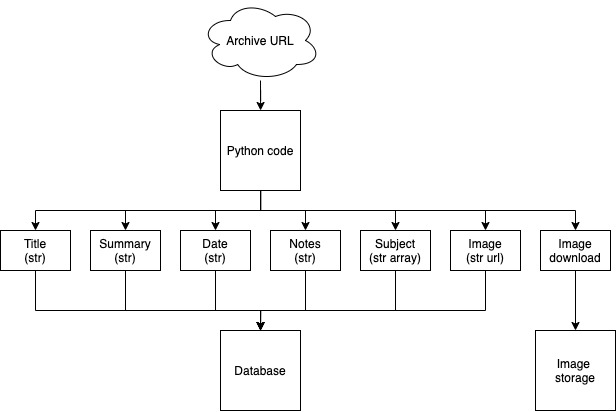 Archive URL
Python code
Title
(str)
Summary
(str)
Date
(str)
Notes
(str)
Subject
(str array)
Image
(str url)
Image
download
Database
Image
storage